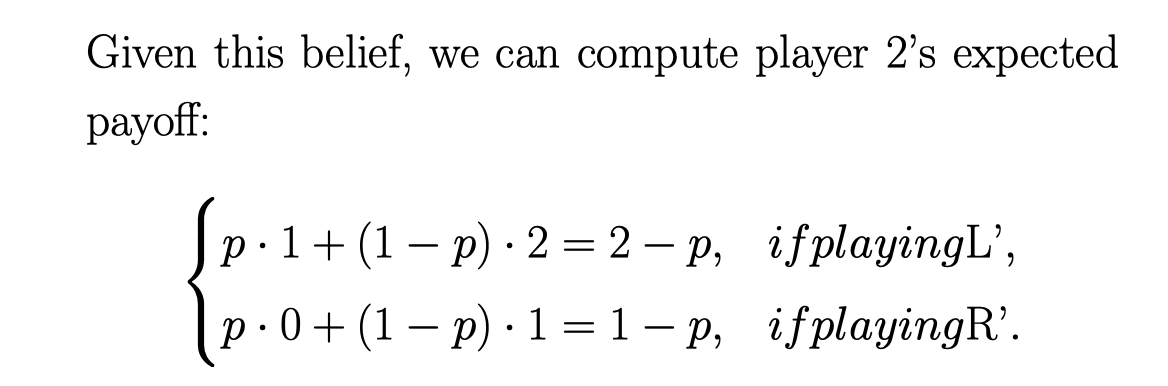 Given this belief, we can compute player 2’s expected
payoff:
p · 1 + (1 − p) · 2 = 2 − p, ifplayingL’,
p · 0 + (1 − p) · 1 = 1 − p, ifplayingR’.